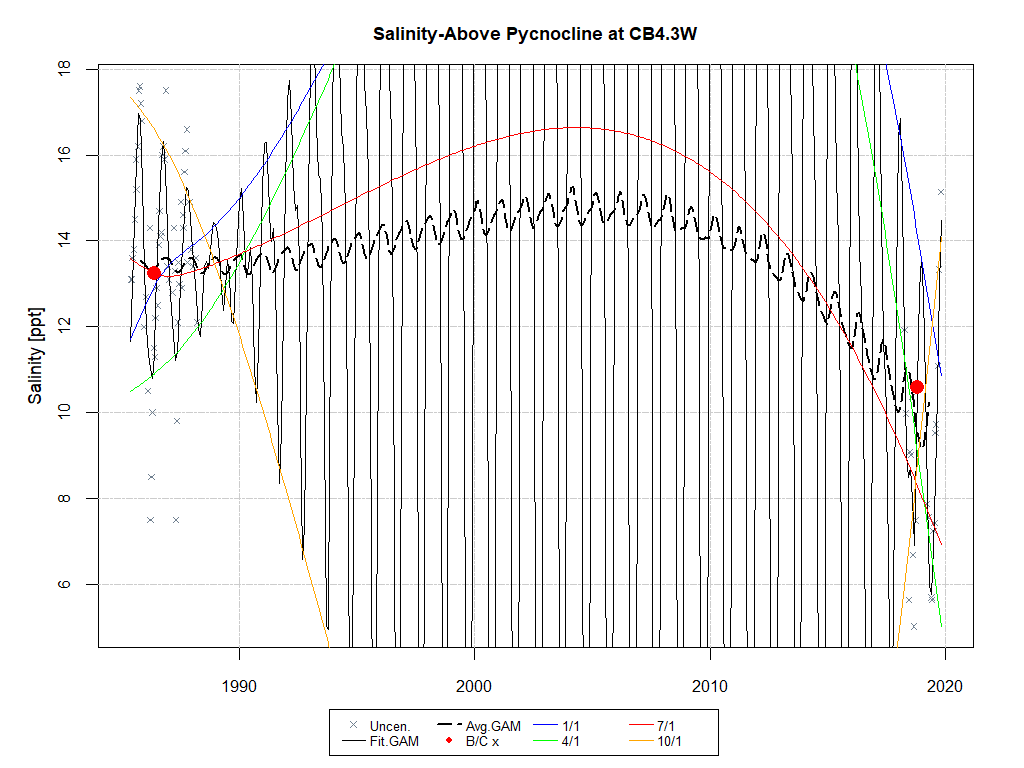 Salinity-Above Pycnocline at CB4.3W
Salinity [ppt]
18
16
14
12
10
8
6
1990 2000 2010 2020
Uncen. Avg.GAM 1/1 7/1
Fit.GAM B/C x 4/1 10/1